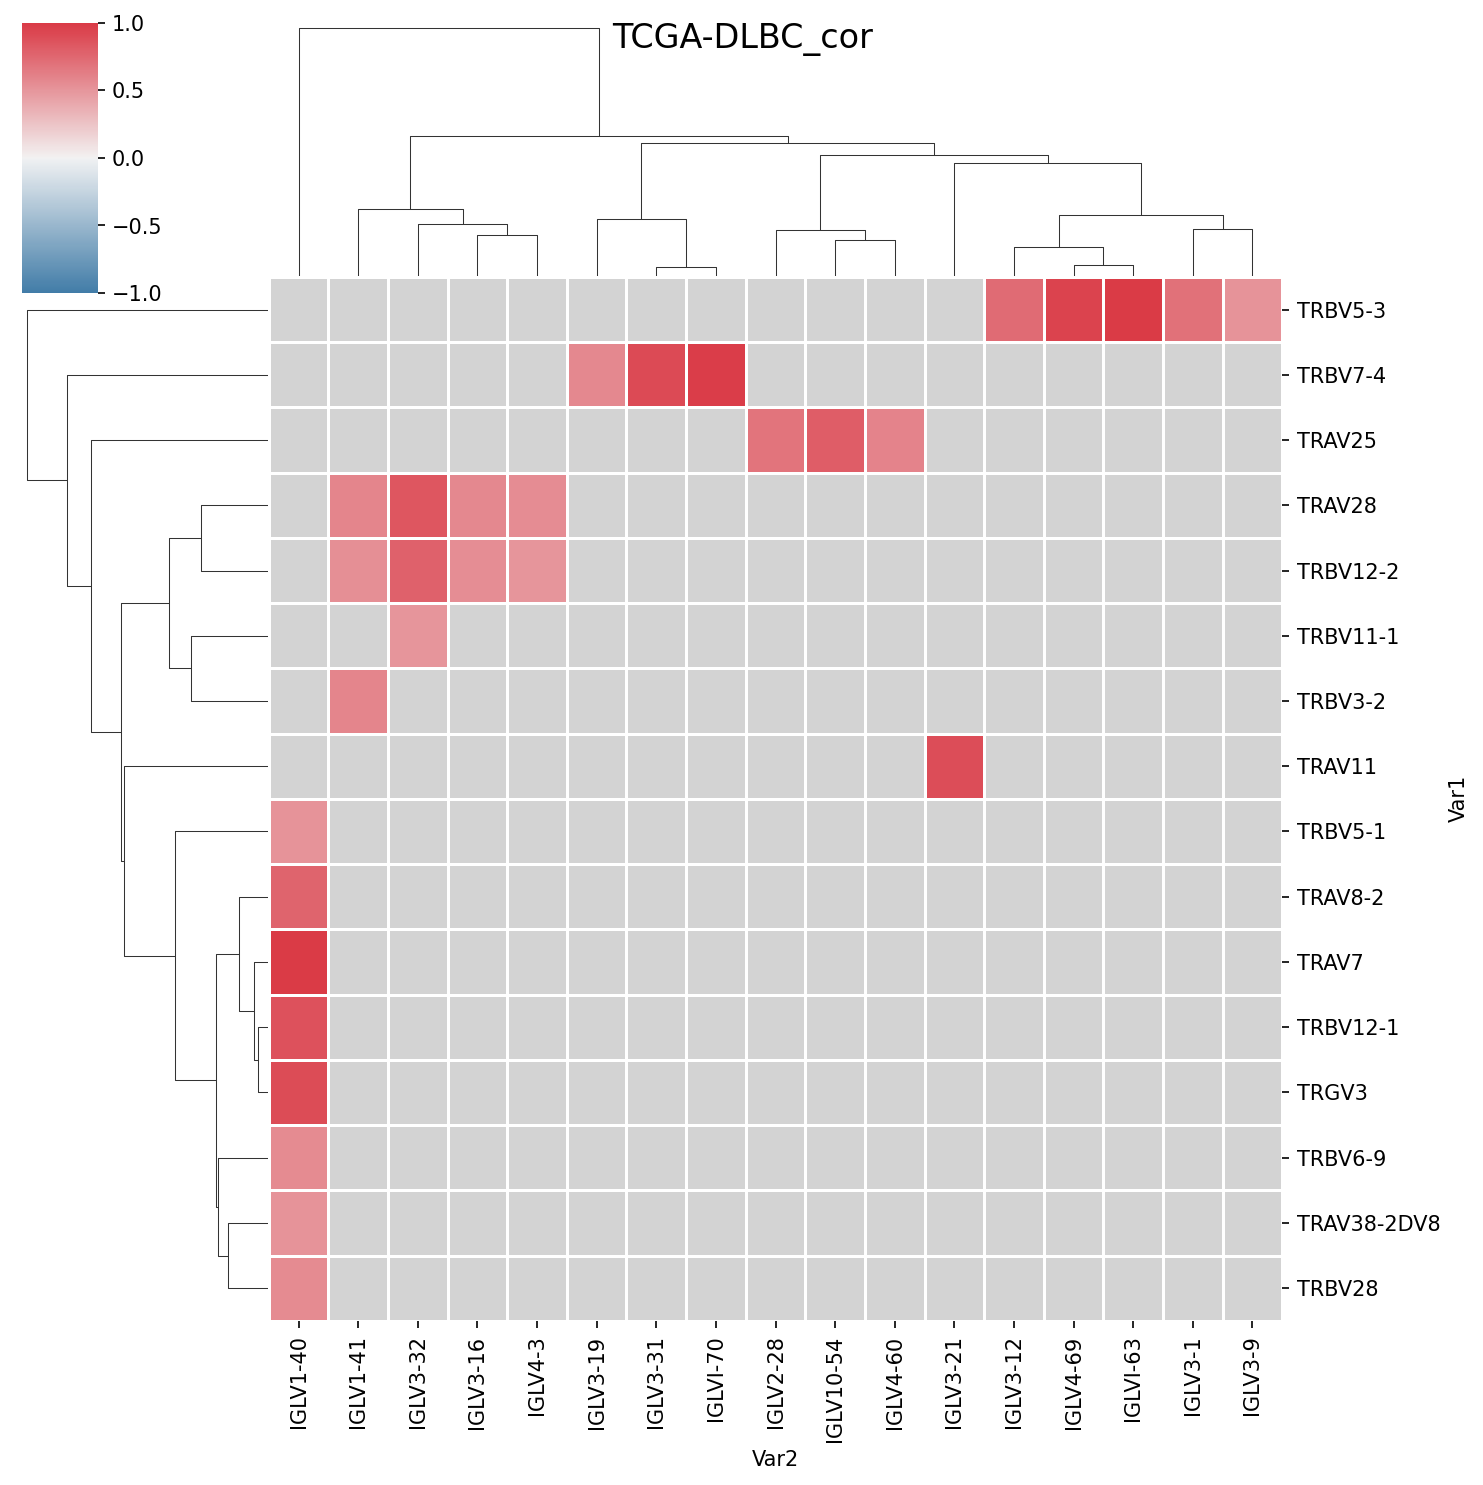 TCGA-DLBC_cor
1.0
0.5
0.0
−0.5
−1.0
TRBV5-3
TRBV7-4
TRAV25
TRAV28
TRBV12-2
TRBV11-1
TRBV3-2
TRAV11
TRBV5-1
TRAV8-2
TRAV7
TRBV12-1
TRGV3
TRBV6-9
TRAV38-2DV8
TRBV28
Var1
IGLV1-40
IGLV1-41
IGLV3-32
IGLV3-16
IGLV4-3
IGLV3-19
IGLV3-31
IGLVI-70
IGLV2-28
IGLV10-54
IGLV4-60
IGLV3-21
IGLV3-12
IGLV4-69
IGLVI-63
IGLV3-1
IGLV3-9
Var2